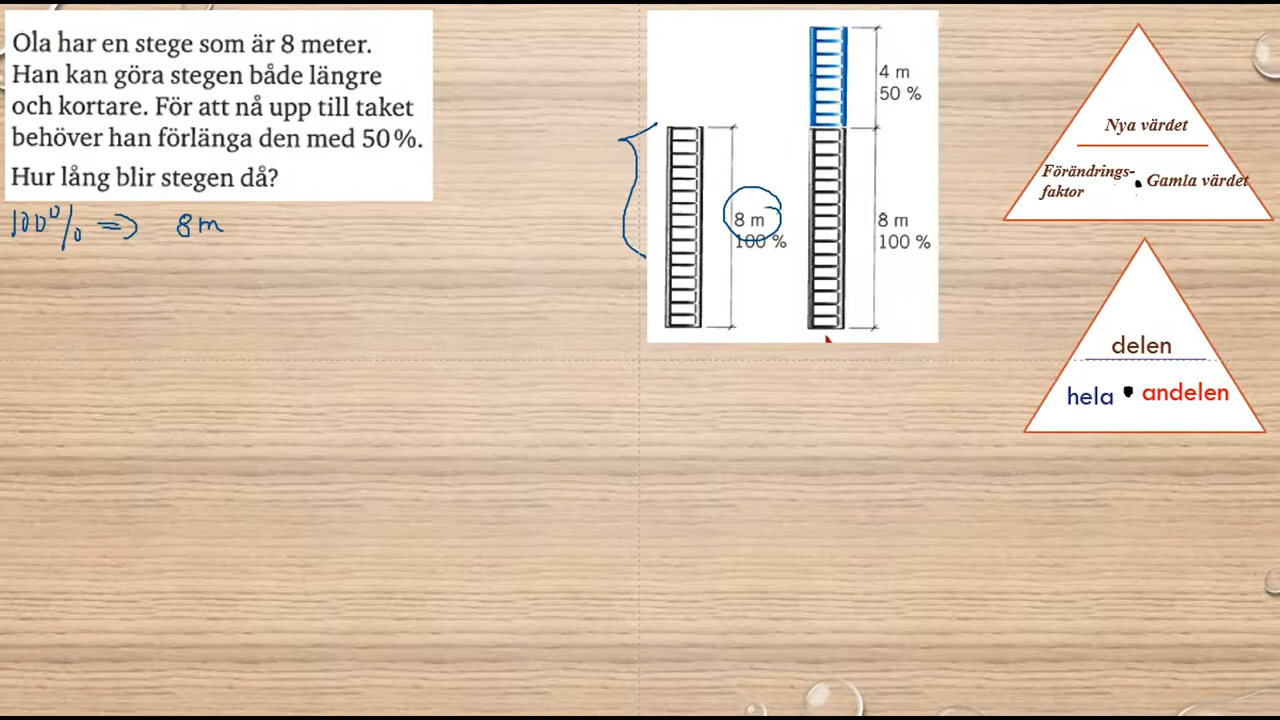 Ola har en stege som är 8 meter.
Han kan göra stegen både längre
och kortare. För att nå upp till taket
behöver han förlänga den med 50 %.
Hur lång blir stegen då?
100% => 8m
8 m
100 %
4 m
50 %
8 m
100 %
Nya värdet
Förändrings-
faktor • Gamla värdet
delen
hela • andelen